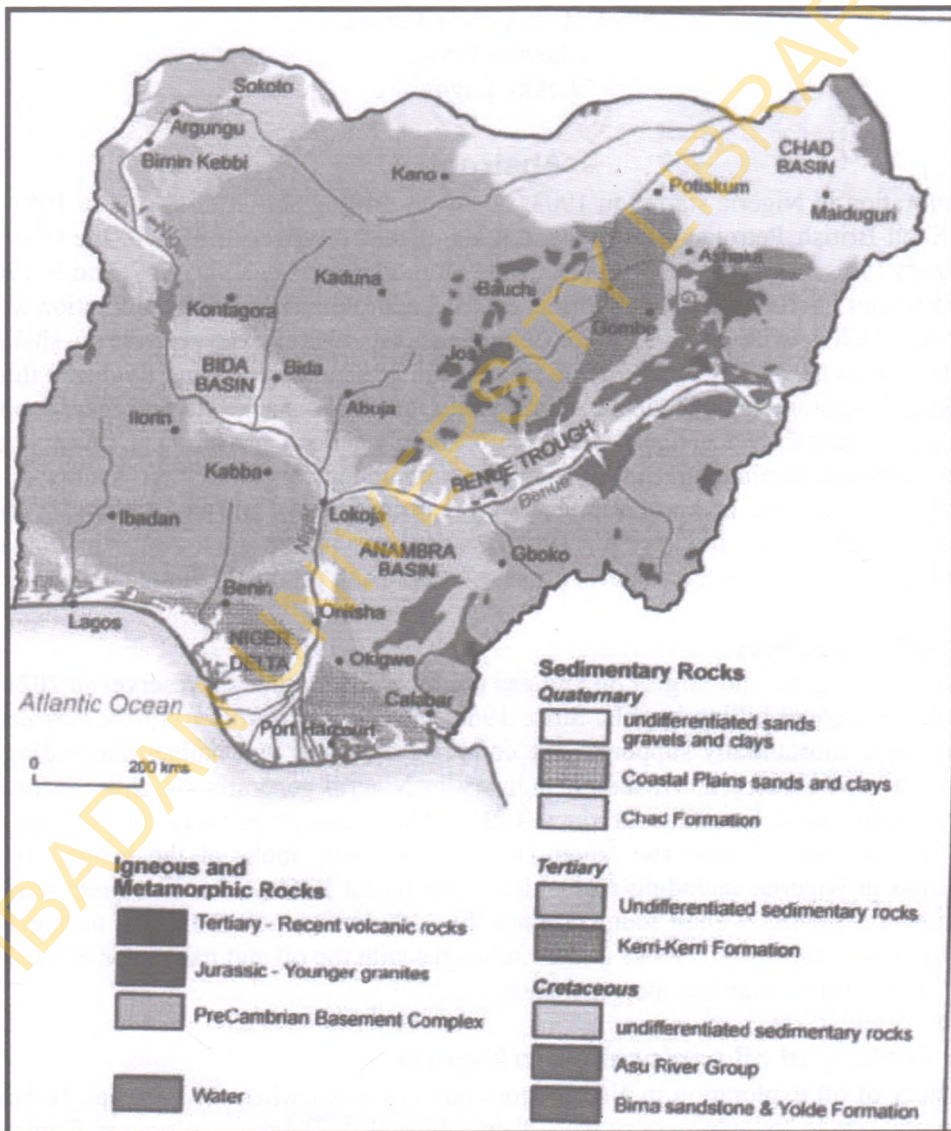 IBADAN UNIVERSITY LIBRARY
Sokoto
Argungu
Birnin Kebbi
Kano
CHAD
BASIN
Potiskum
Maiduguri
Niger
Kaduna
Kontagora
Bauchi
Ashaka
Gombe
Jos
BIDA
BASIN
Bida
Abuja
Ilorin
Kabba
BENUE TROUGH
Benue
Ibadan
Lokoja
Niger
ANAMBRA
BASIN
Gboko
Benin
Onitsha
Lagos
NIGER
DELTA
Okigwe
Calabar
Port Harcourt
Atlantic Ocean
0 200 kms
Sedimentary Rocks
Quaternary
undifferentiated sands
gravels and clays
Coastal Plains sands and clays
Chad Formation
Tertiary
Undifferentiated sedimentary rocks
Kerri-Kerri Formation
Cretaceous
undifferentiated sedimentary rocks
Asu River Group
Bima sandstone & Yolde Formation
Igneous and
Metamorphic Rocks
Tertiary - Recent volcanic rocks
Jurassic - Younger granites
PreCambrian Basement Complex
Water